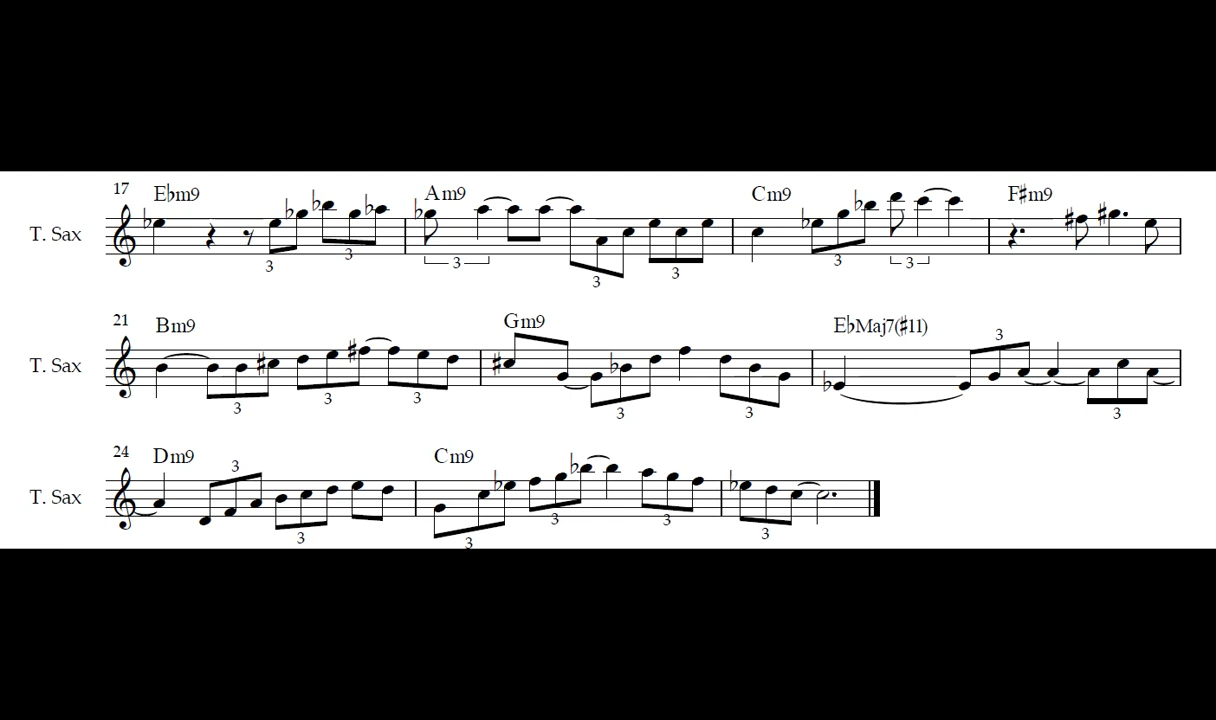 17 E♭m9 Am9 Cm9 F♯m9
T. Sax
3 3 3 3 3 3 3
21 Bm9 Gm9 E♭Maj7(♯11)
T. Sax
3
3 3 3 3 3 3
24 Dm9 Cm9
T. Sax
3
3 3 3 3 3